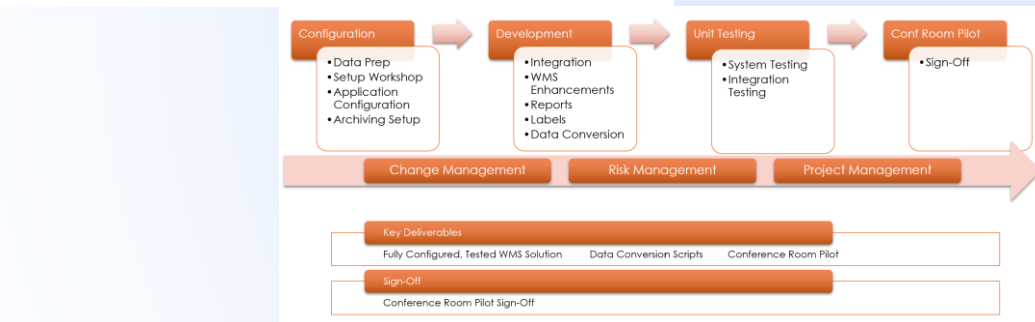 Configuration
• Data Prep
• Setup Workshop
• Application
Configuration
• Archiving Setup
Development
• Integration
• WMS
Enhancements
• Reports
• Labels
• Data Conversion
Unit Testing
• System Testing
• Integration
Testing
Conf Room Pilot
• Sign-Off
Change Management
Risk Management
Project Management
Key Deliverables
Fully Configured, Tested WMS Solution
Data Conversion Scripts
Conference Room Pilot
Sign-Off
Conference Room Pilot Sign-Off